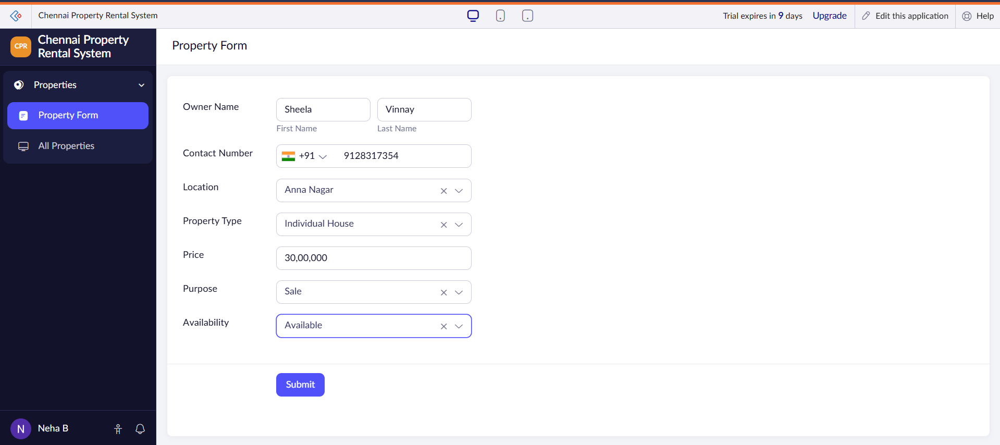 Chennai Property Rental System
Trial expires in 9 days Upgrade Edit this application Help
CPR Chennai Property
Rental System
Properties
Property Form
All Properties
Neha B
N
Property Form
Owner Name Sheela Vinnay
First Name Last Name
Contact Number +91 9128317354
Location Anna Nagar
Property Type Individual House
Price 30,00,000
Purpose Sale
Availability Available
Submit